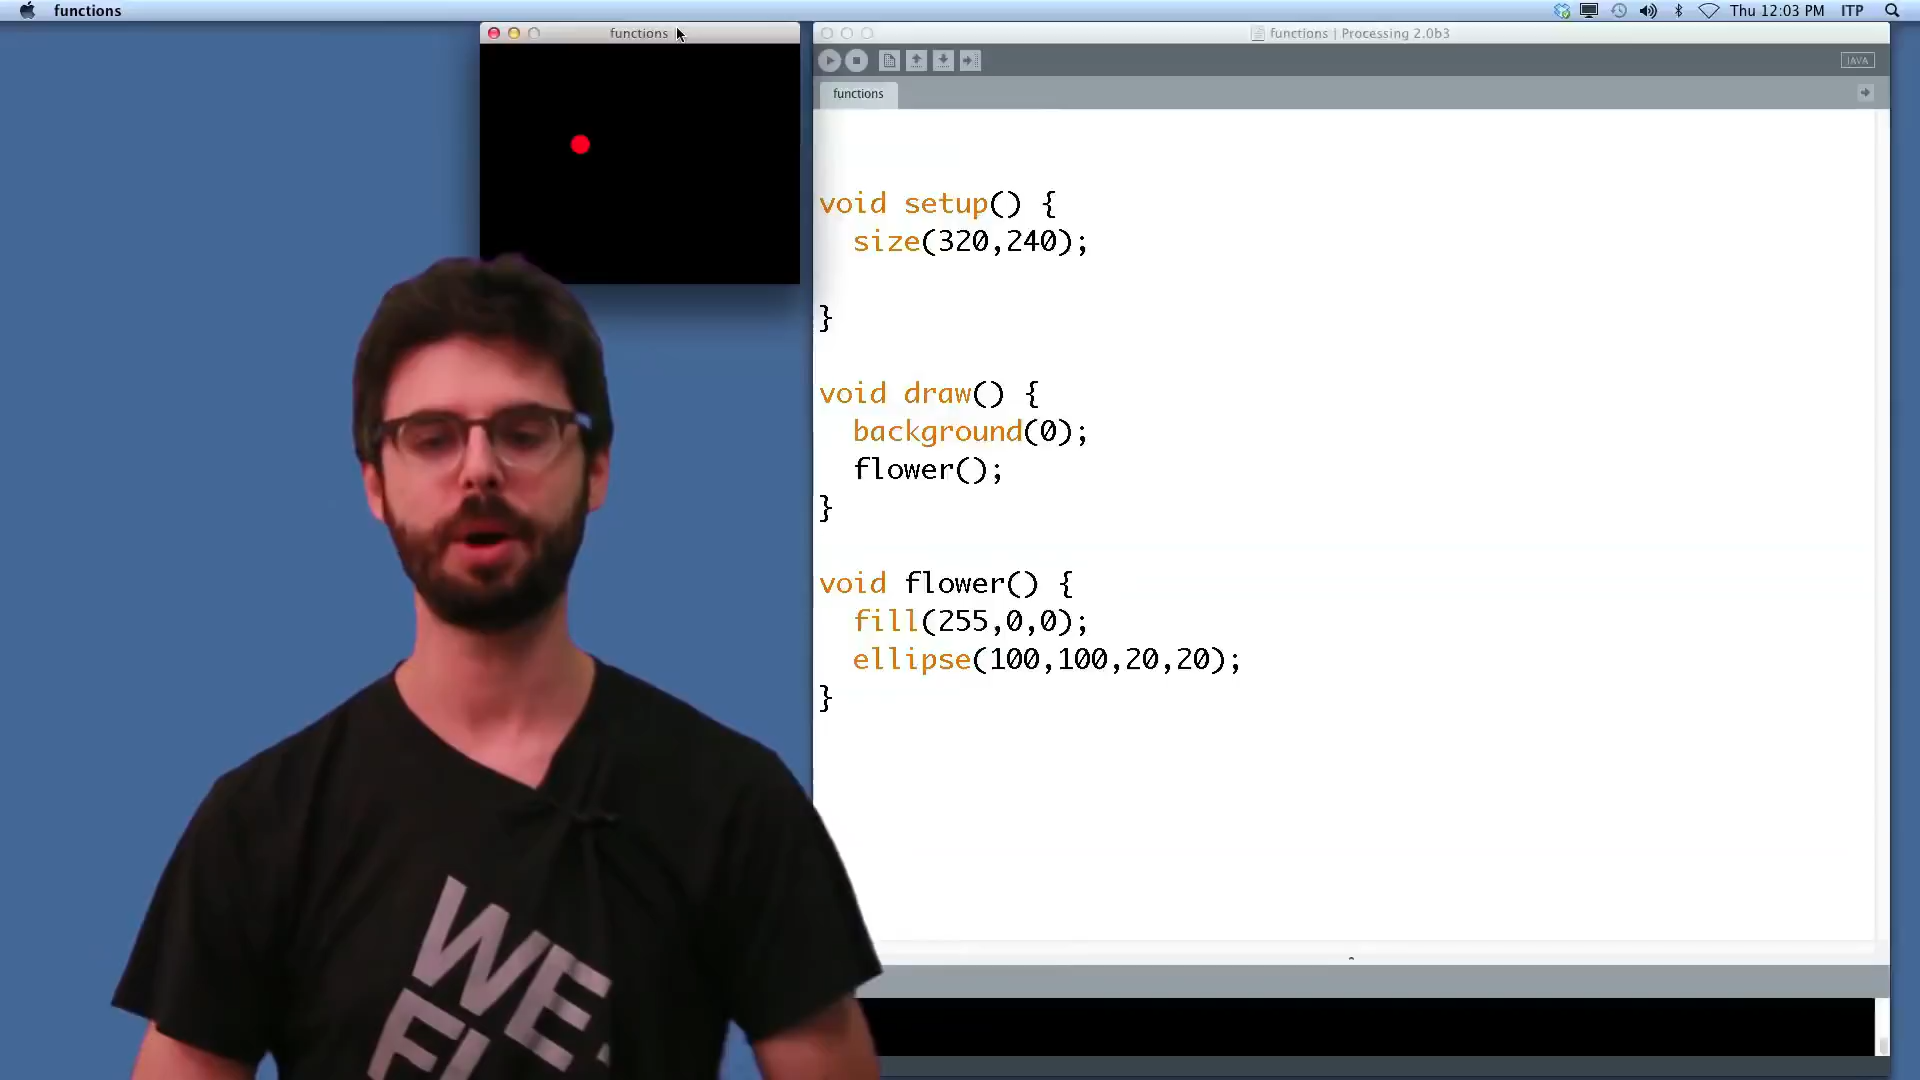 functions
Thu 12:03 PM ITP
functions
functions | Processing 2.0b3
JAVA
functions
void setup() {
size(320,240);
}
void draw() {
background(0);
flower();
}
void flower() {
fill(255,0,0);
ellipse(100,100,20,20);
}
WE